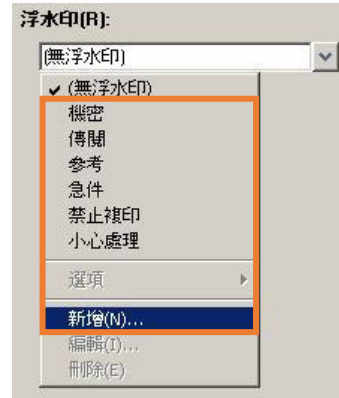 浮水印(R):
(無浮水印)
(無浮水印)
機密
傳閱
參考
急件
禁止複印
小心處理
選項
新增(N)...
編輯(I)...
刪除(E)